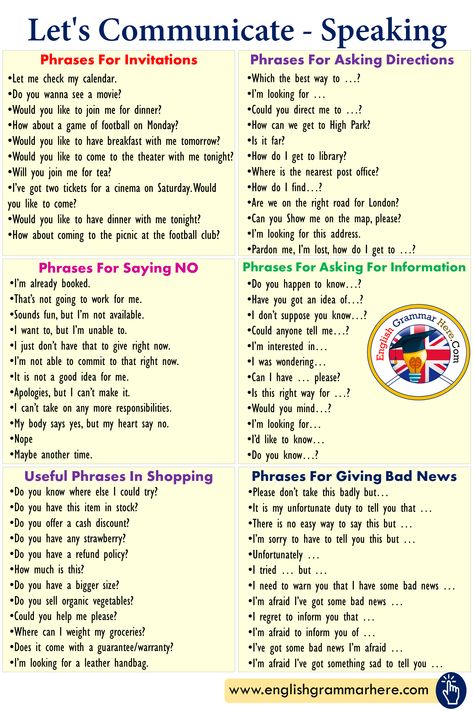 Let's Communicate - Speaking
Phrases For Invitations
•Let me check my calendar.
•Do you wanna see a movie?
•Would you like to join me for dinner?
•How about a game of football on Monday?
•Would you like to have breakfast with me tomorrow?
•Would you like to come to the theater with me tonight?
•Will you join me for tea?
•I've got two tickets for a cinema on Saturday.Would
you like to come?
•Would you like to have dinner with me tonight?
•How about coming to the picnic at the football club?
Phrases For Asking Directions
•Which the best way to …?
•I'm looking for …
•Could you direct me to …?
•How can we get to High Park?
•Is it far?
•How do I get to library?
•Where is the nearest post office?
•How do I find…?
•Are we on the right road for London?
•Can you Show me on the map, please?
•I'm looking for this address.
•Pardon me, I'm lost, how do I get to …?
Phrases For Saying NO
•I'm already booked.
•That's not going to work for me.
•Sounds fun, but I'm not available.
•I want to, but I'm unable to.
•I just don't have that to give right now.
•I'm not able to commit to that right now.
•It is not a good idea for me.
•Apologies, but I can't make it.
•I can't take on any more responsibilities.
•My body says yes, but my heart say no.
•Nope
•Maybe another time.
Phrases For Asking For Information
•Do you happen to know…?
•Have you got an idea of…?
•I don't suppose you know…?
•Could anyone tell me…?
•I'm interested in…
•I was wondering…
•Can I have … please?
•Is this right way for …?
•Would you mind…?
•I'm looking for…
•I'd like to know…
•Do you know…?
English Grammar Here.Com
Useful Phrases In Shopping
•Do you know where else I could try?
•Do you have this item in stock?
•Do you offer a cash discount?
•Do you have any strawberry?
•Do you have a refund policy?
•How much is this?
•Do you have a bigger size?
•Do you sell organic vegetables?
•Could you help me please?
•Where can I weight my groceries?
•Does it come with a guarantee/warranty?
•I'm looking for a leather handbag.
Phrases For Giving Bad News
•Please don't take this badly but…
•It is my unfortunate duty to tell you that …
•There is no easy way to say this but …
•I'm sorry to have to tell you this but …
•Unfortunately …
•I tried … but …
•I need to warn you that I have some bad news …
•I'm afraid I've got some bad news …
•I regret to inform you that …
•I'm afraid to inform you of …
•I've got some bad news I'm afraid …
•I'm afraid I've got something sad to tell you …
www.englishgrammarhere.com